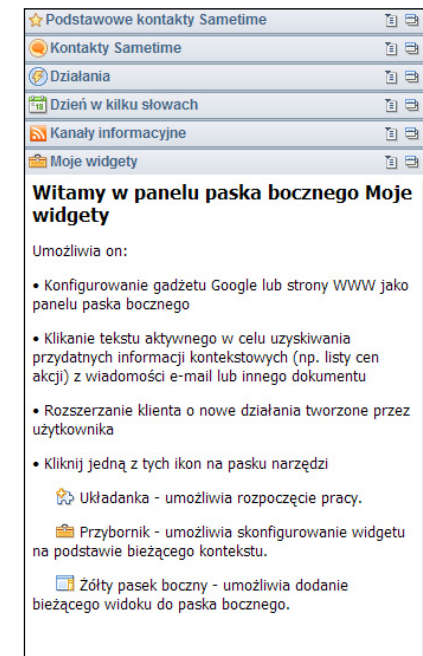 Podstawowe kontakty Sametime
Kontakty Sametime
Działania
Dzień w kilku słowach
Kanały informacyjne
Moje widgety
Witamy w panelu paska bocznego Moje
widgety
Umożliwia on:
• Konfigurowanie gadżetu Google lub strony WWW jako
panelu paska bocznego
• Klikanie tekstu aktywnego w celu uzyskiwania
przydatnych informacji kontekstowych (np. listy cen
akcji) z wiadomości e-mail lub innego dokumentu
• Rozszerzanie klienta o nowe działania tworzone przez
użytkownika
• Kliknij jedną z tych ikon na pasku narzędzi
Układanka - umożliwia rozpoczęcie pracy.
Przybornik - umożliwia skonfigurowanie widgetu
na podstawie bieżącego kontekstu.
Żółty pasek boczny - umożliwia dodanie
bieżącego widoku do paska bocznego.